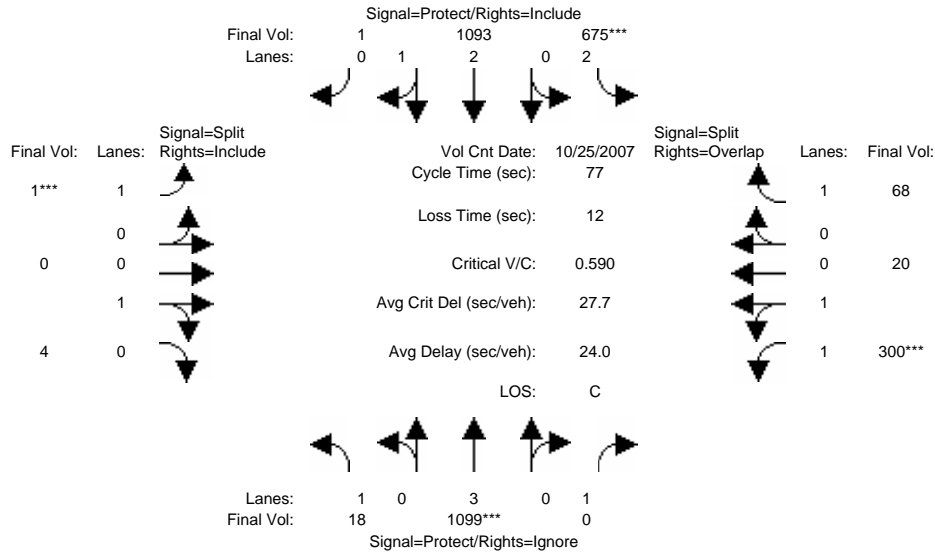 Signal=Protect/Rights=Include
Final Vol: 1 1093 675***
Lanes: 0 1 2 0 2
Signal=Split
Final Vol: Lanes: Rights=Include
Vol Cnt Date: 10/25/2007
Signal=Split
Rights=Overlap Lanes: Final Vol:
Cycle Time (sec): 77
1*** 1
1 68
Loss Time (sec): 12
0
0
0 0
Critical V/C: 0.590
0 20
1
Avg Crit Del (sec/veh): 27.7
1
4 0
Avg Delay (sec/veh): 24.0
1 300***
LOS: C
Lanes: 1 0 3 0 1
Final Vol: 18 1099*** 0
Signal=Protect/Rights=Ignore